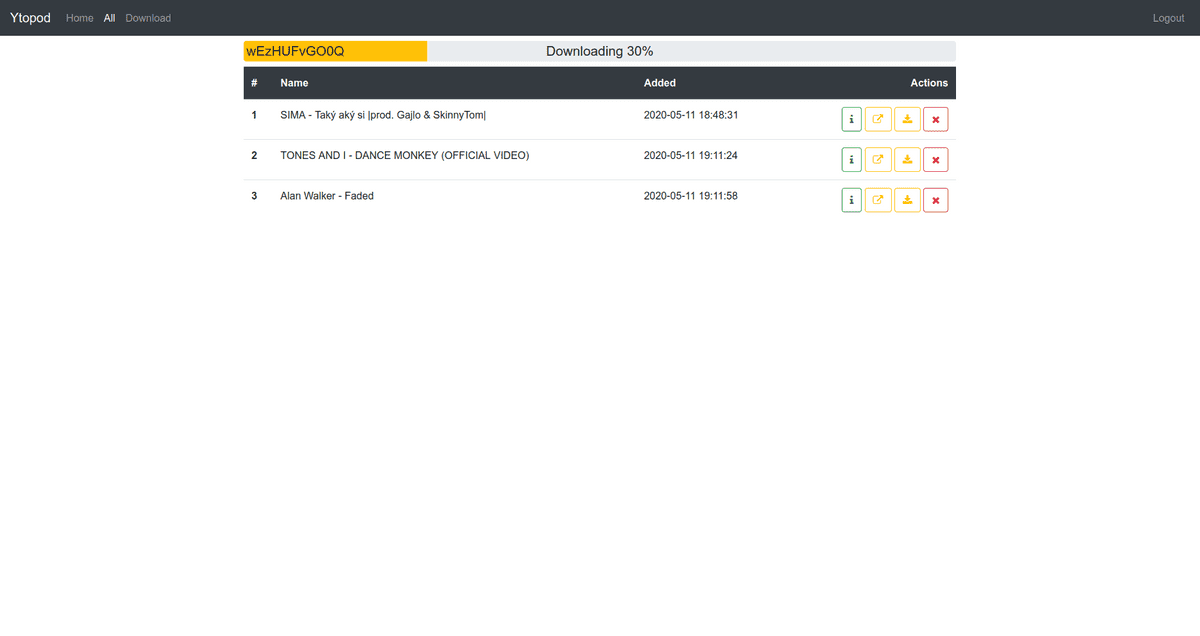 Ytopod Home All Download Logout
wEzHUFvGO0Q Downloading 30%
# Name Added Actions
1 SIMA - Taký aký si |prod. Gajlo & SkinnyTom| 2020-05-11 18:48:31
2 TONES AND I - DANCE MONKEY (OFFICIAL VIDEO) 2020-05-11 19:11:24
3 Alan Walker - Faded 2020-05-11 19:11:58